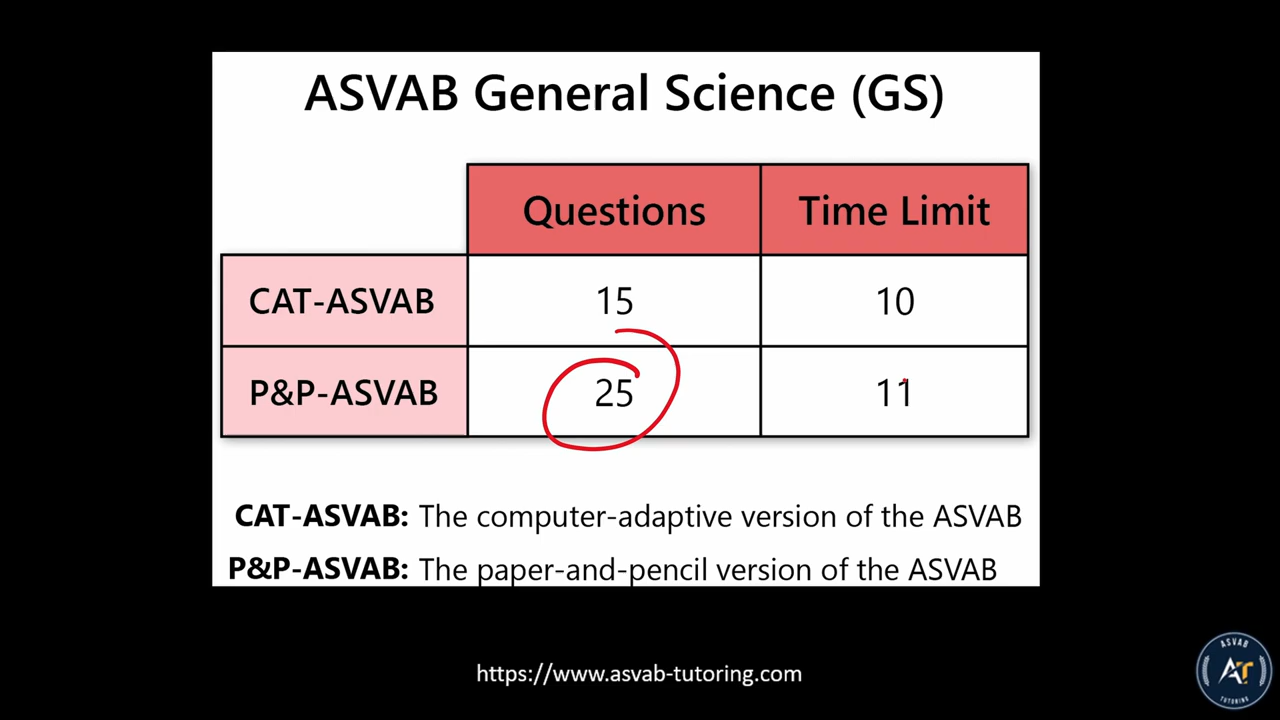 ASVAB General Science (GS)
Questions Time Limit
CAT-ASVAB 15 10
P&P-ASVAB 25 11
CAT-ASVAB: The computer-adaptive version of the ASVAB
P&P-ASVAB: The paper-and-pencil version of the ASVAB
https://www.asvab-tutoring.com
ASVAB
AT
TUTORING